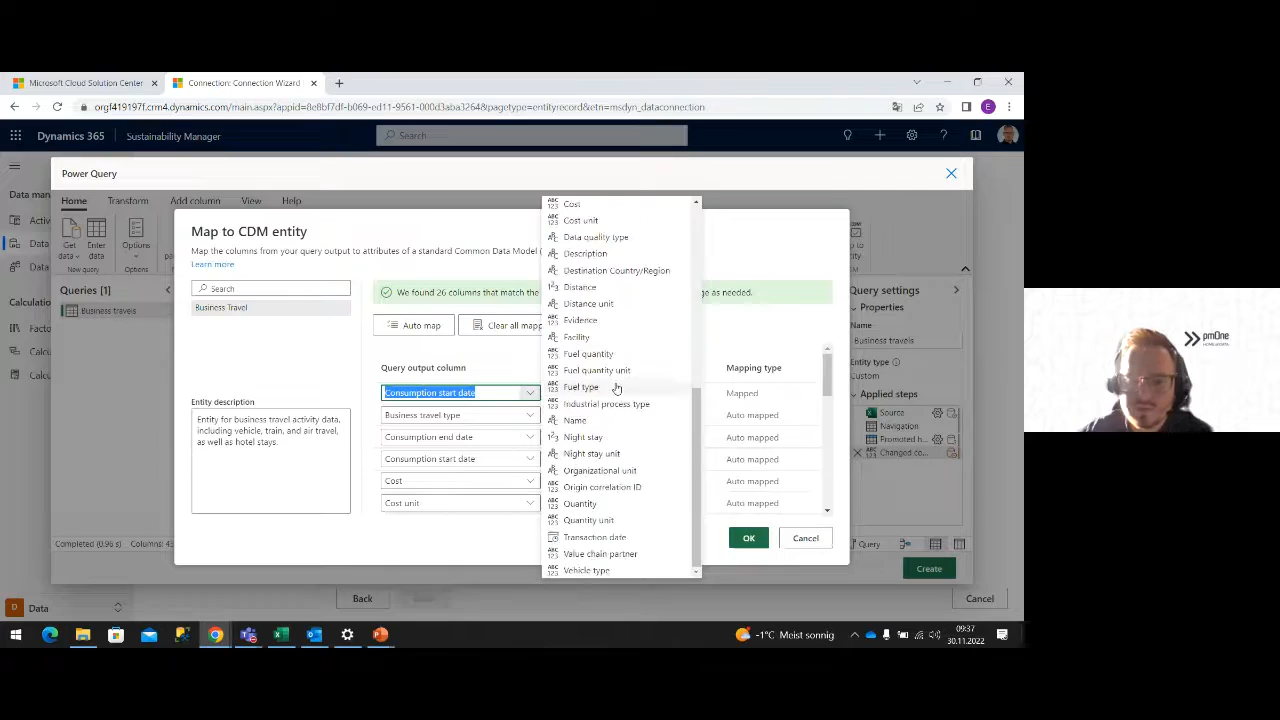 Microsoft Cloud Solution Center
Connection: Connection Wizard
orgf419197f.crm4.dynamics.com/main.aspx?appid=8e8bf7df-b069-ed11-9561-000d3aba3264&pagetype=entityrecord&etn=msdyn_dataconnection
E
Dynamics 365
Sustainability Manager
Search
Power Query
Home
Transform
Add column
View
Help
Data
Get data
Enter data
Options
New query
Options
Queries [1]
Business travels
Map to CDM entity
Map the columns from your query output to attributes of a standard Common Data Model (
Learn more
Search
Business Travel
Entity description
Entity for business travel activity data, including vehicle, train, and air travel, as well as hotel stays.
We found 26 columns that match the
ge as needed.
Auto map
Clear all mapp
Query output column
Mapping type
Consumption start date
Mapped
Business travel type
Auto mapped
Consumption end date
Auto mapped
Consumption start date
Auto mapped
Cost
Auto mapped
Cost unit
Auto mapped
Cost
Cost unit
Data quality type
Description
Destination Country/Region
Distance
Distance unit
Evidence
Facility
Fuel quantity
Fuel quantity unit
Fuel type
Industrial process type
Name
Night stay
Night stay unit
Organizational unit
Origin correlation ID
Quantity
Quantity unit
Transaction date
Value chain partner
Vehicle type
OK
Cancel
Query settings
Properties
Name
Business travels
Entity type
Custom
Applied steps
Source
Navigation
Promoted h...
Changed co...
Completed (0.96 s)
Query
Create
Back
Cancel
D
Data
-1°C Meist sonnig
09:37
30.11.2022
pmOne